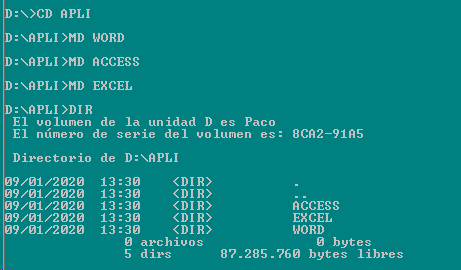 D:\>CD APLI
D:\APLI>MD WORD
D:\APLI>MD ACCESS
D:\APLI>MD EXCEL
D:\APLI>DIR
El volumen de la unidad D es Paco
El número de serie del volumen es: 8CA2-91A5
Directorio de D:\APLI
09/01/2020 13:30 <DIR> .
09/01/2020 13:30 <DIR> ..
09/01/2020 13:30 <DIR> ACCESS
09/01/2020 13:30 <DIR> EXCEL
09/01/2020 13:30 <DIR> WORD
0 archivos 0 bytes
5 dirs 87.285.760 bytes libres